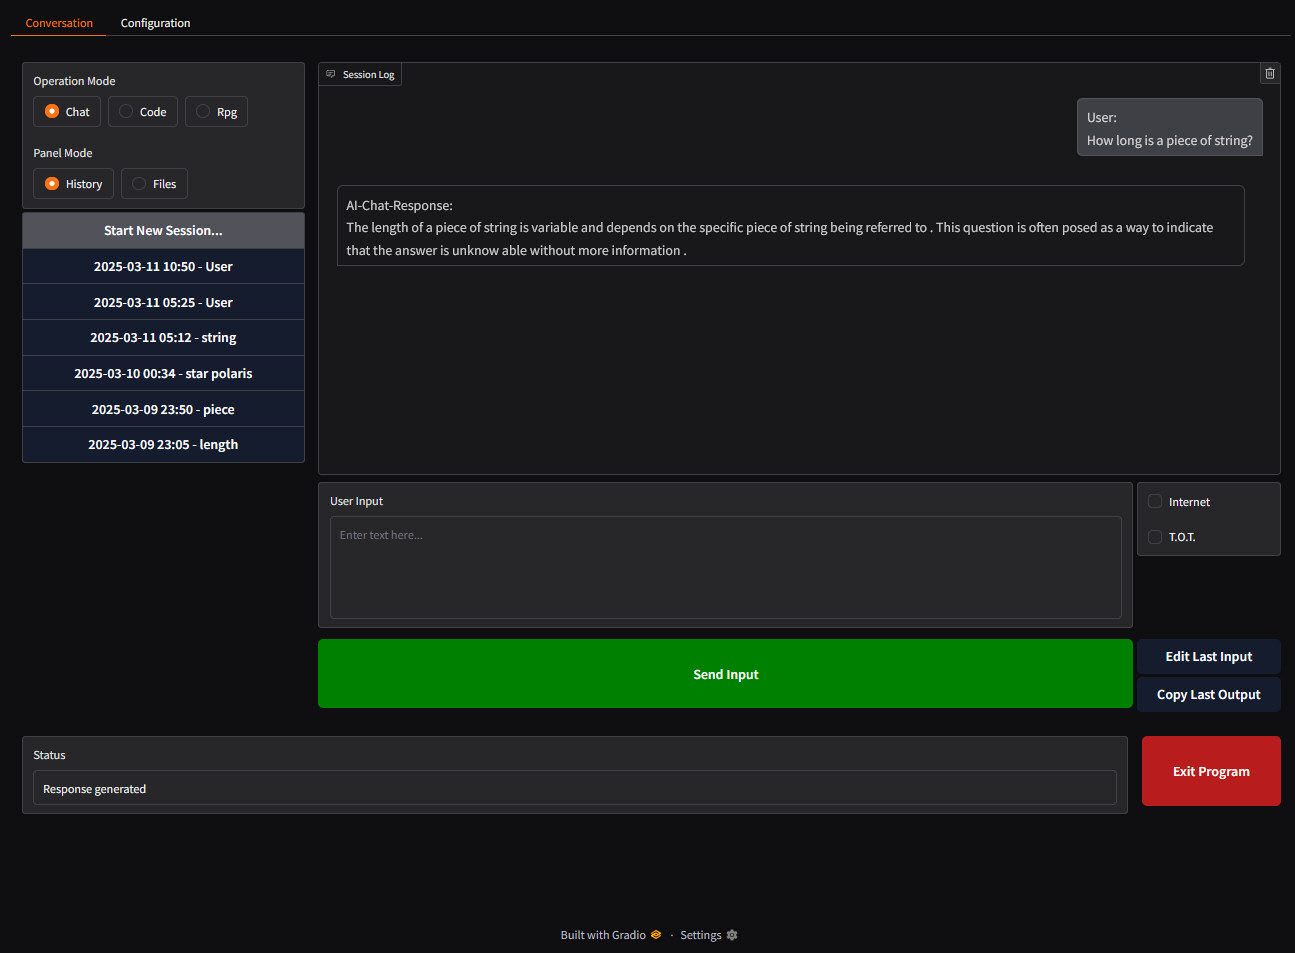 Conversation
Configuration
Operation Mode
Chat
Code
Rpg
Panel Mode
History
Files
Start New Session...
2025-03-11 10:50 - User
2025-03-11 05:25 - User
2025-03-11 05:12 - string
2025-03-10 00:34 - star polaris
2025-03-09 23:50 - piece
2025-03-09 23:05 - length
Session Log
User:
How long is a piece of string?
AI-Chat-Response:
The length of a piece of string is variable and depends on the specific piece of string being referred to . This question is often posed as a way to indicate
that the answer is unknow able without more information .
User Input
Enter text here...
Internet
T.O.T.
Send Input
Edit Last Input
Copy Last Output
Status
Response generated
Exit Program
Built with Gradio · Settings